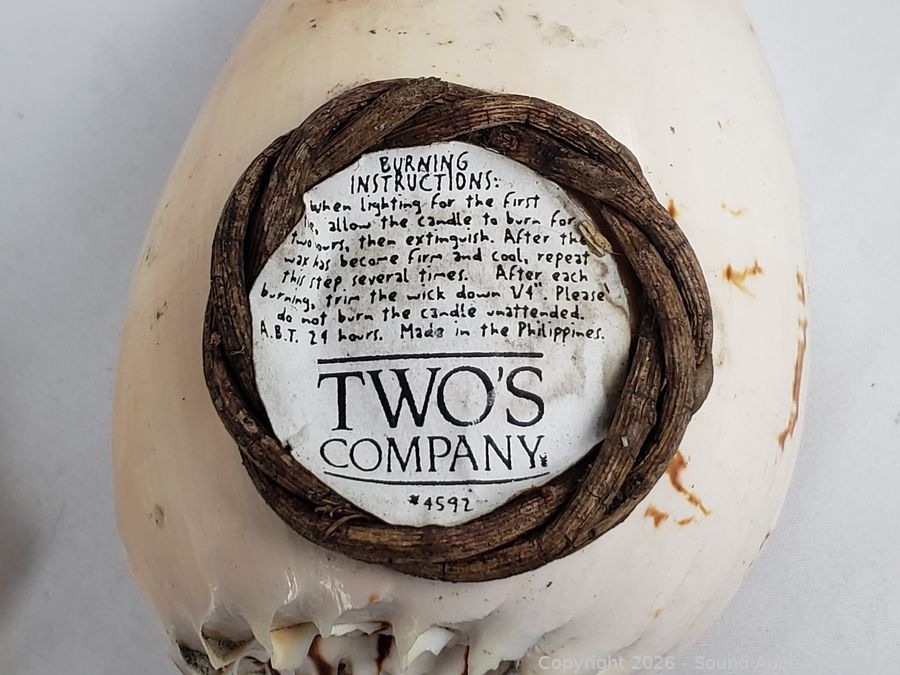 BURNING
INSTRUCTIONS:
When lighting for the first
allow the candle to burn for
two hours, then extinguish. After the
wax has become firm and cool, repeat
this step several times. After each
burning, trim the wick down 1/4". Please
do not burn the candle unattended.
A.B.T. 24 hours. Made in the Philippines.
TWO'S
COMPANY
#4592
Copyright 2026 - Sound Auction